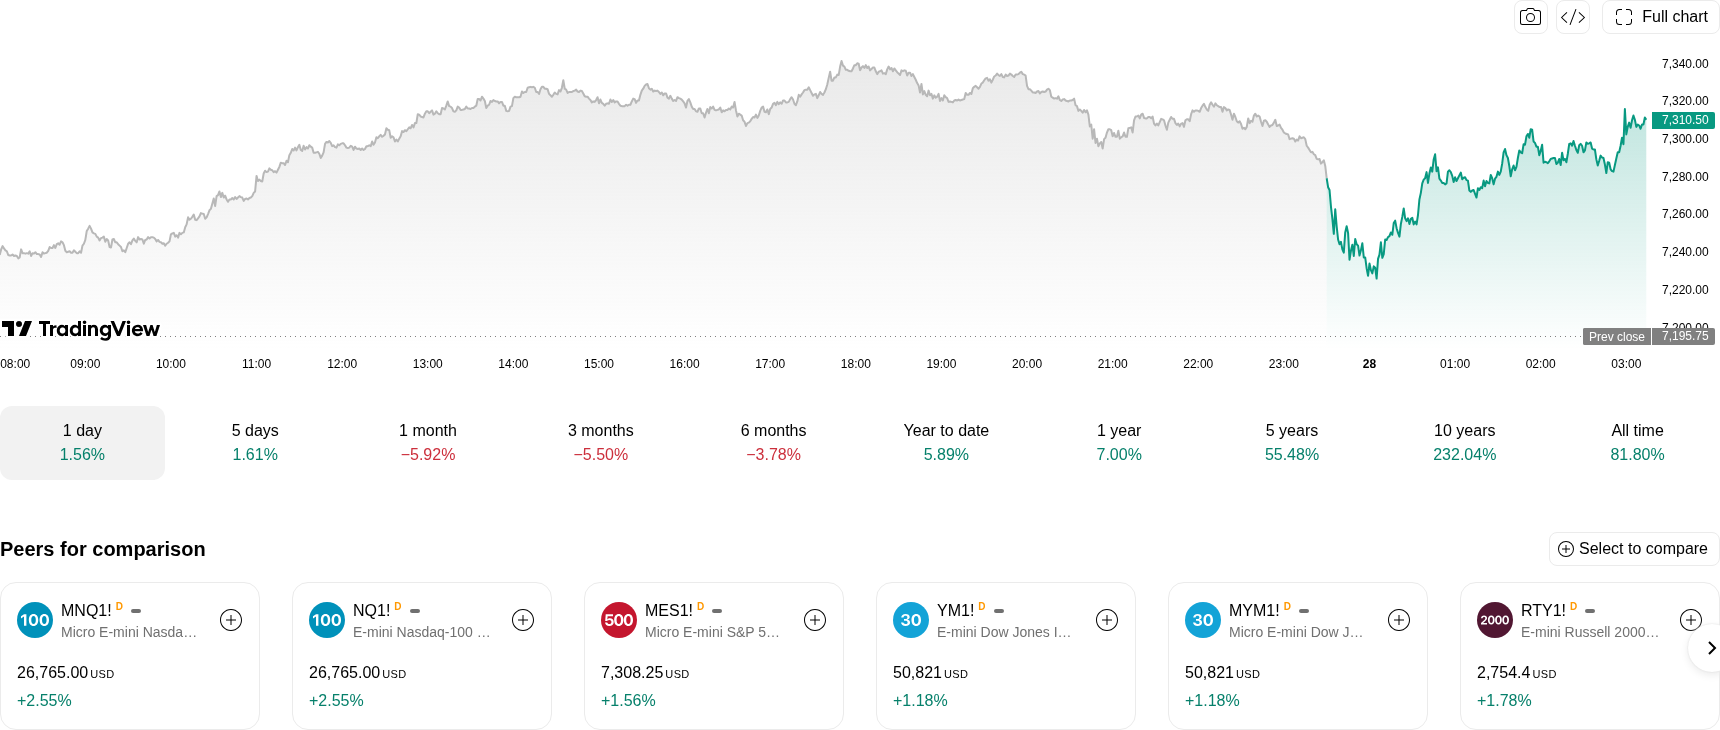 Full chart
7,340.00
7,320.00
7,310.50
7,300.00
7,280.00
7,260.00
7,240.00
7,220.00
7,200.00
Prev close 7,195.75
TradingView
08:00 09:00 10:00 11:00 12:00 13:00 14:00 15:00 16:00 17:00 18:00 19:00 20:00 21:00 22:00 23:00 28 01:00 02:00 03:00
1 day 5 days 1 month 3 months 6 months Year to date 1 year 5 years 10 years All time
1.56% 1.61% −5.92% −5.50% −3.78% 5.89% 7.00% 55.48% 232.04% 81.80%
Peers for comparison
Select to compare
100 MNQ1! D
Micro E-mini Nasda…
26,765.00 USD
+2.55%
100 NQ1! D
E-mini Nasdaq-100 …
26,765.00 USD
+2.55%
500 MES1! D
Micro E-mini S&P 5…
7,308.25 USD
+1.56%
30 YM1! D
E-mini Dow Jones I…
50,821 USD
+1.18%
30 MYM1! D
Micro E-mini Dow J…
50,821 USD
+1.18%
2000 RTY1! D
E-mini Russell 2000…
2,754.4 USD
+1.78%